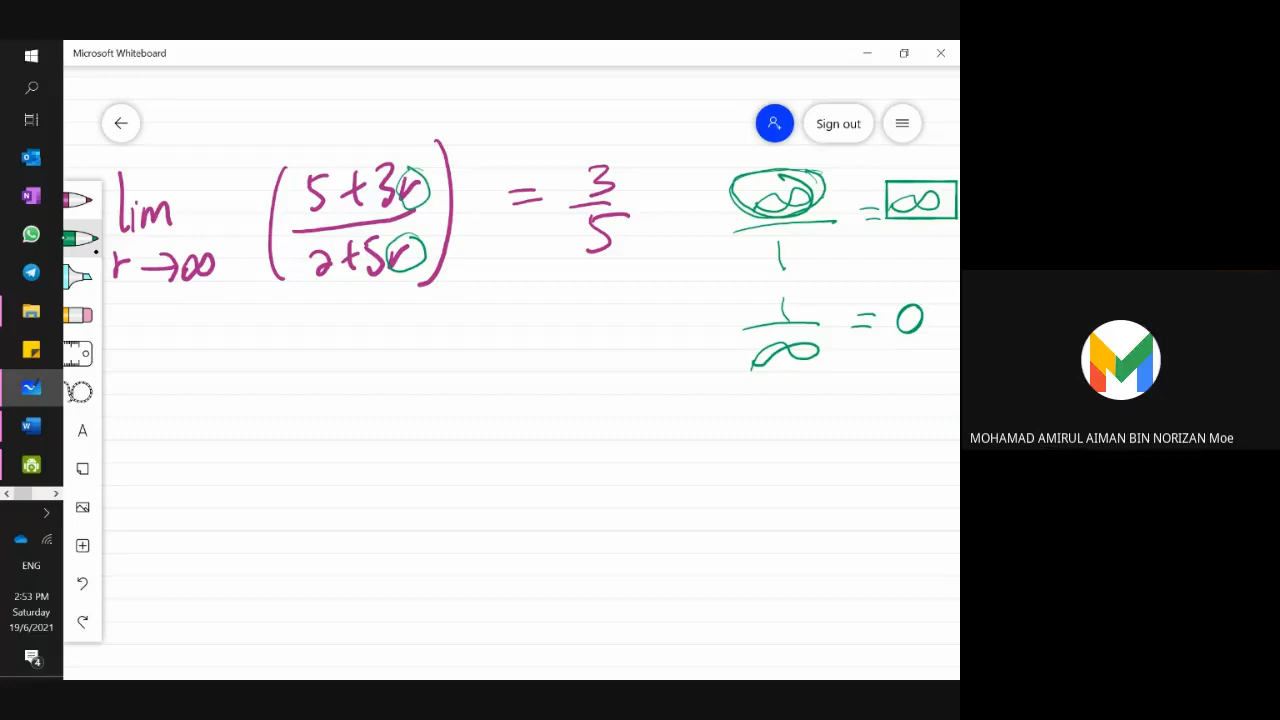 Microsoft Whiteboard
Sign out
lim r→∞ ( 5+3r / 2+5r ) = 3 / 5
∞ / 1 = ∞
1 / ∞ = 0
A
ENG
2:53 PM
Saturday
19/6/2021
4
MOHAMAD AMIRUL AIMAN BIN NORIZAN Moe